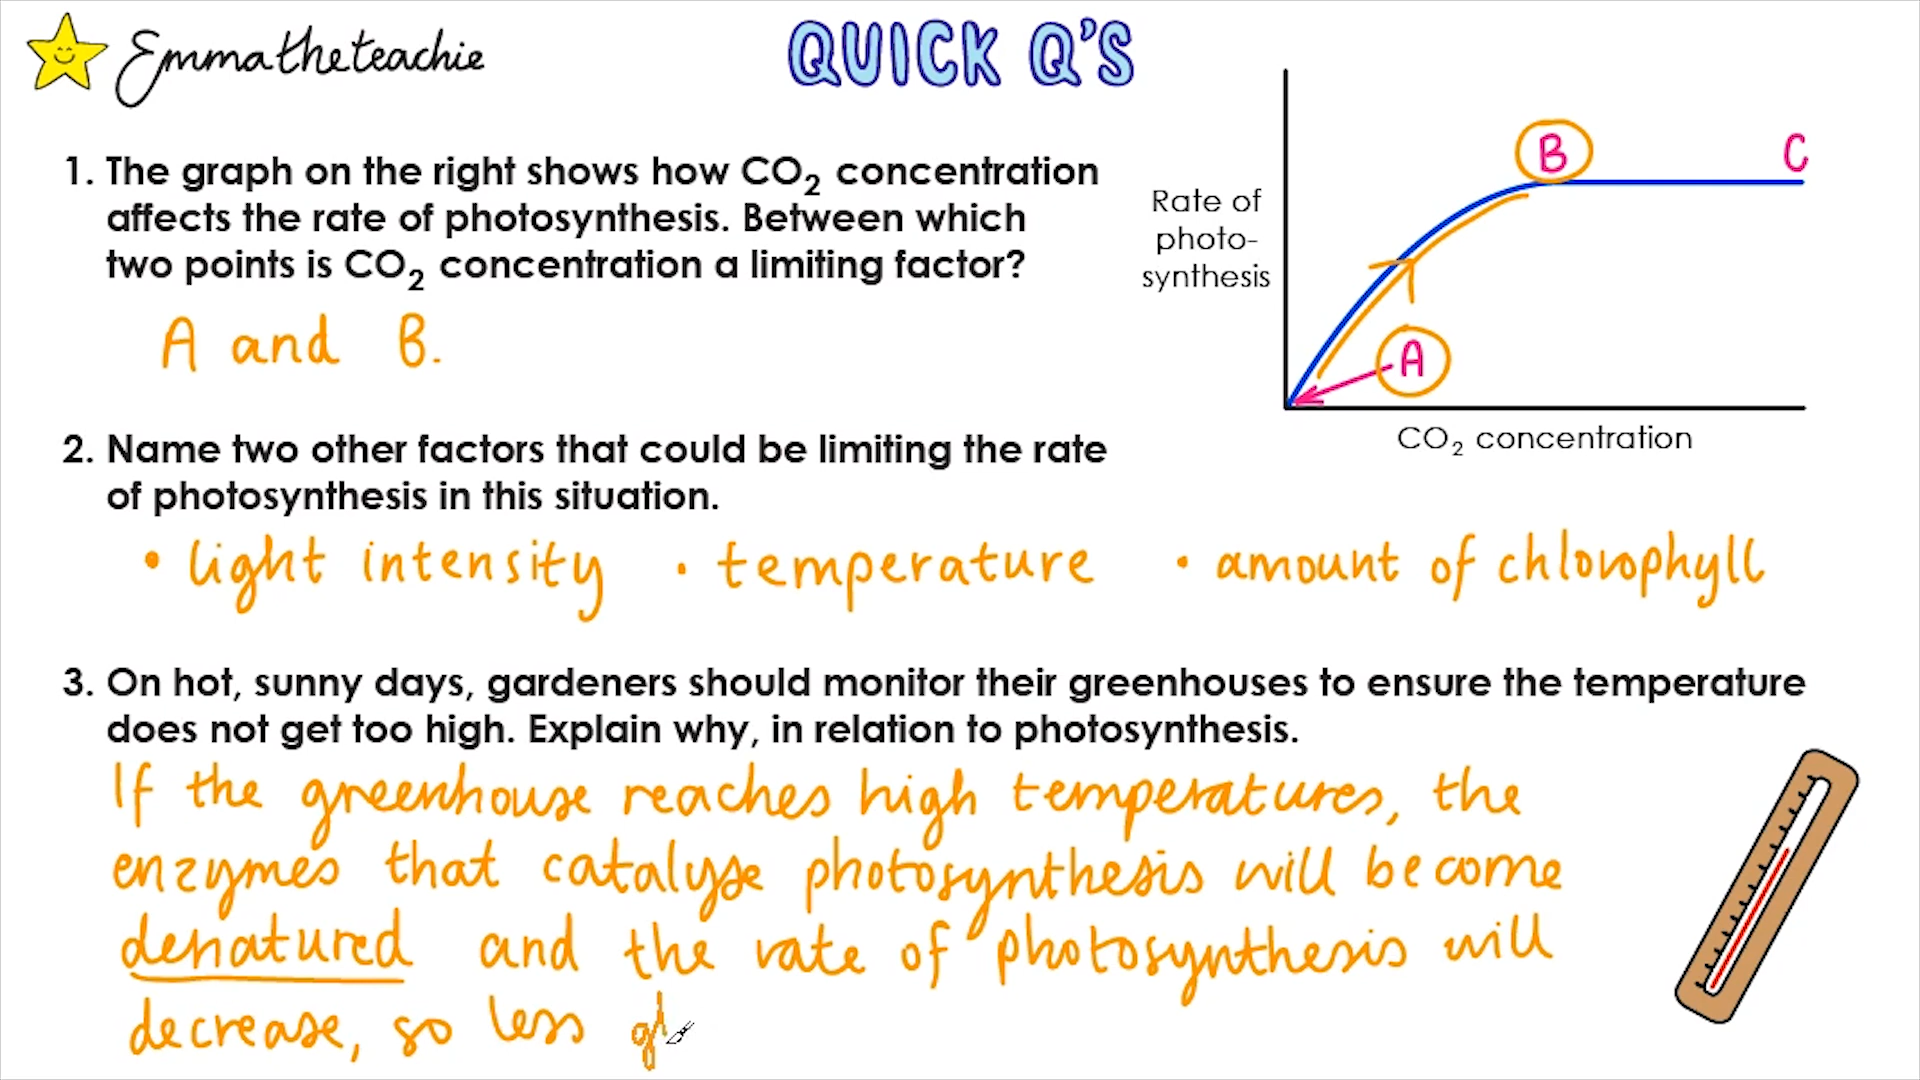 Emmatheteachie
QUICK Q'S
1. The graph on the right shows how CO₂ concentration
affects the rate of photosynthesis. Between which
two points is CO₂ concentration a limiting factor?
A and B.
B
C
Rate of
photo-
synthesis
A
CO₂ concentration
2. Name two other factors that could be limiting the rate
of photosynthesis in this situation.
• light intensity • temperature • amount of chlorophyll
3. On hot, sunny days, gardeners should monitor their greenhouses to ensure the temperature
does not get too high. Explain why, in relation to photosynthesis.
If the greenhouse reaches high temperatures, the
enzymes that catalyse photosynthesis will become
denatured and the rate of photosynthesis will
decrease, so less gl